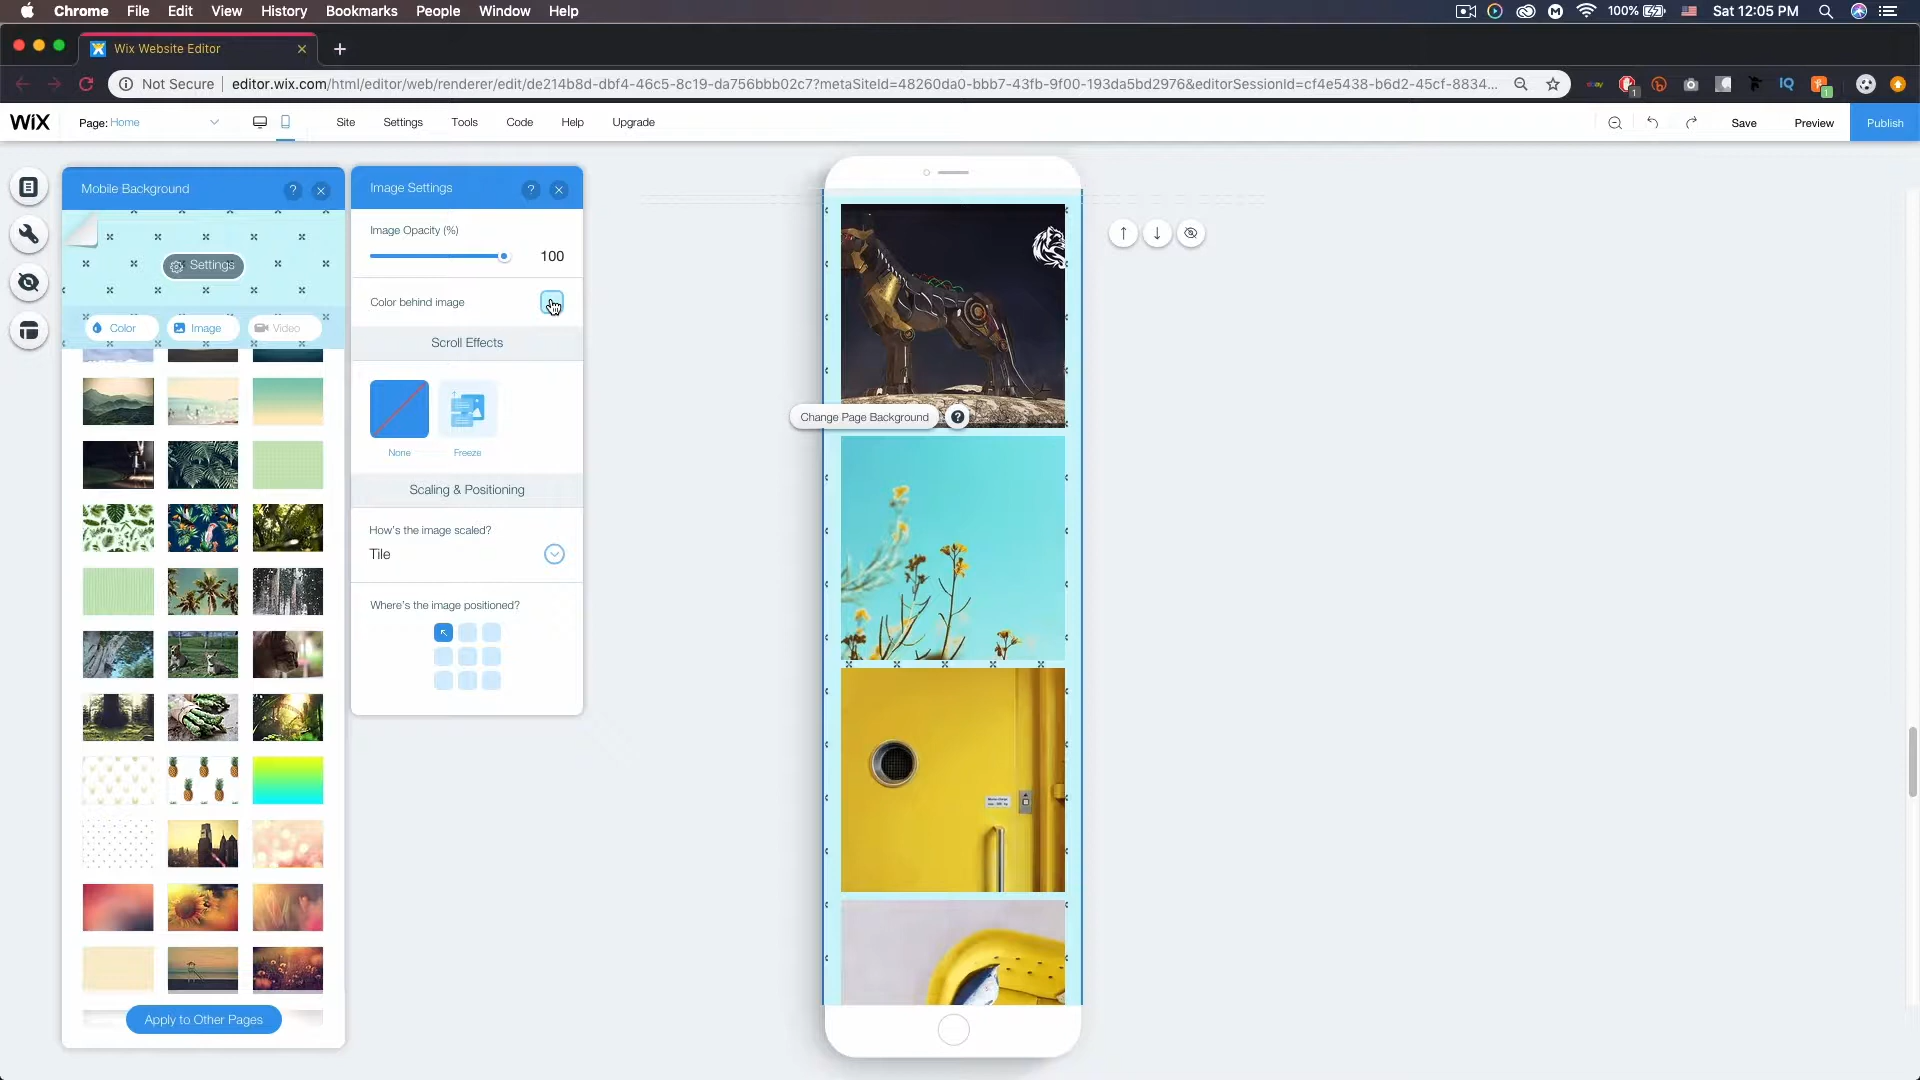 Chrome File Edit View History Bookmarks People Window Help
100% Sat 12:05 PM
Wix Website Editor
Not Secure editor.wix.com/html/editor/web/renderer/edit/de214b8d-dbf4-46c5-8c19-da756bbb02c7?metaSiteId=48260da0-bbb7-43fb-9f00-193da5bd2976&editorSessionId=cf4e5438-b6d2-45cf-8834...
WiX Page: Home Site Settings Tools Code Help Upgrade Save Preview Publish
Mobile Background ?
Settings
Color Image Video
Apply to Other Pages
Image Settings ?
Image Opacity (%)
100
Color behind image
Scroll Effects
None Freeze
Scaling & Positioning
How's the image scaled?
Tile
Where's the image positioned?
Change Page Background ?